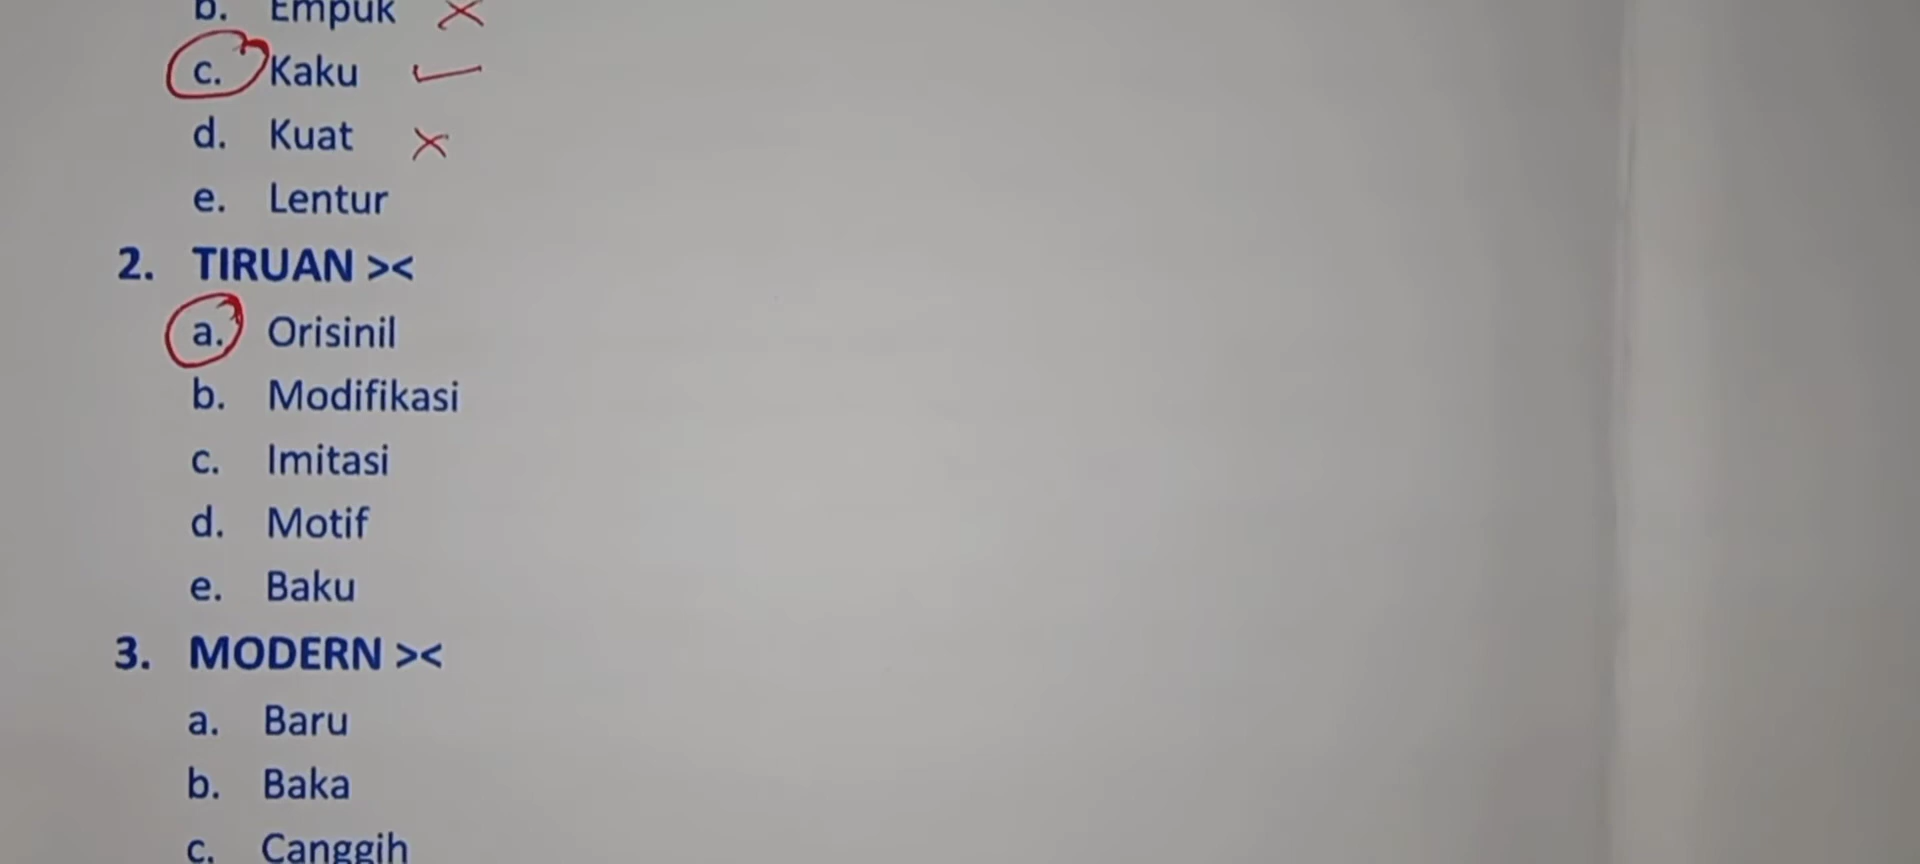 b. Empuk
c. Kaku
d. Kuat
e. Lentur
2. TIRUAN ><
a. Orisinil
b. Modifikasi
c. Imitasi
d. Motif
e. Baku
3. MODERN ><
a. Baru
b. Baka
c. Canggih